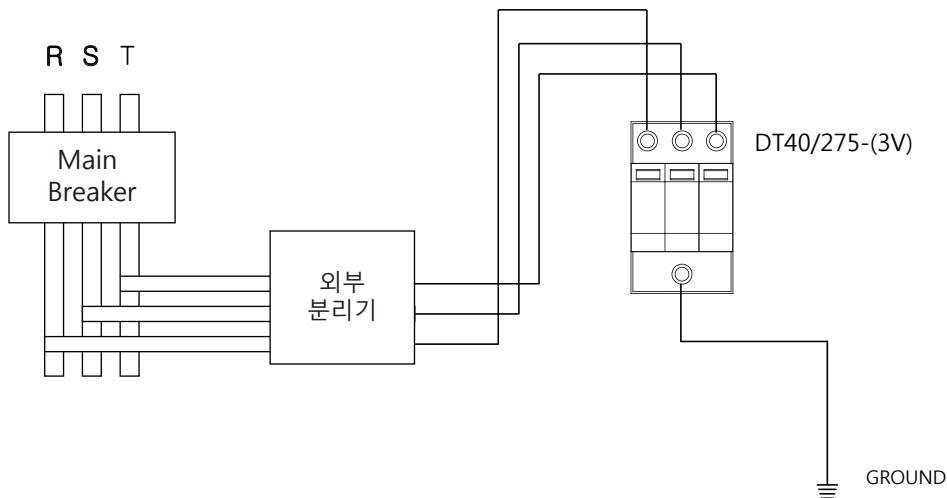 R S T
Main
Breaker
외부
분리기
DT40/275-(3V)
GROUND